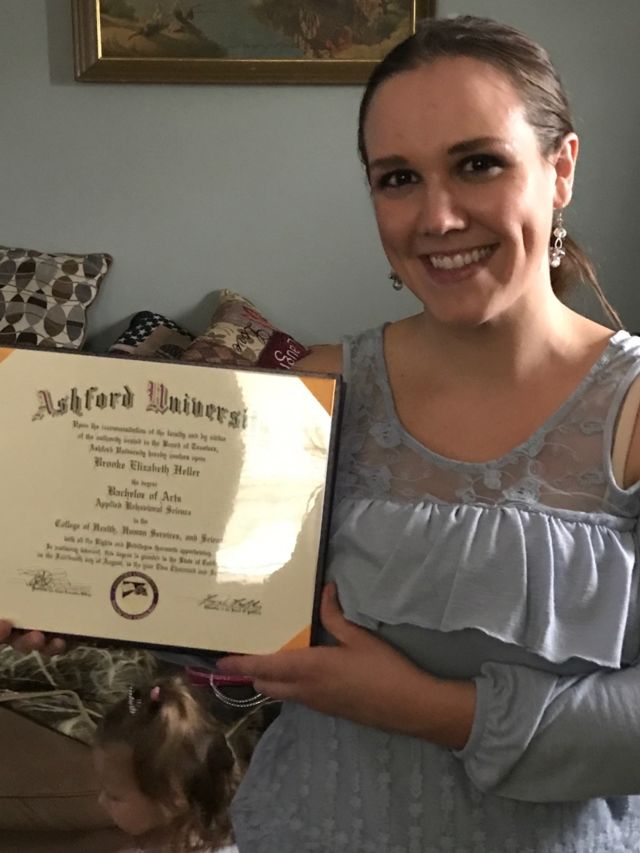 Ashford Universi
Upon the recommendation of the faculty and by virtue
of the authority vested in the Board of Trustees,
Ashford University hereby confers upon
Brooke Elizabeth Heller
the degree
Bachelor of Arts
Applied Behavioral Science
in the
College of Health, Human Services, and Scien
with all the Rights and Privileges thereunto appertaining.
In testimony whereof, this degree is granted in the State of
on the Fourteenth day of August, in the year Two Thousand and